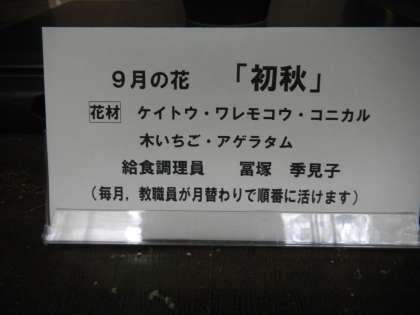 ９月の花　「初秋」
花材　ケイトウ・ワレモコウ・コニカル
木いちご・アゲラタム
給食調理員　冨塚　季見子
（毎月，教職員が月替わりで順番に活けます）